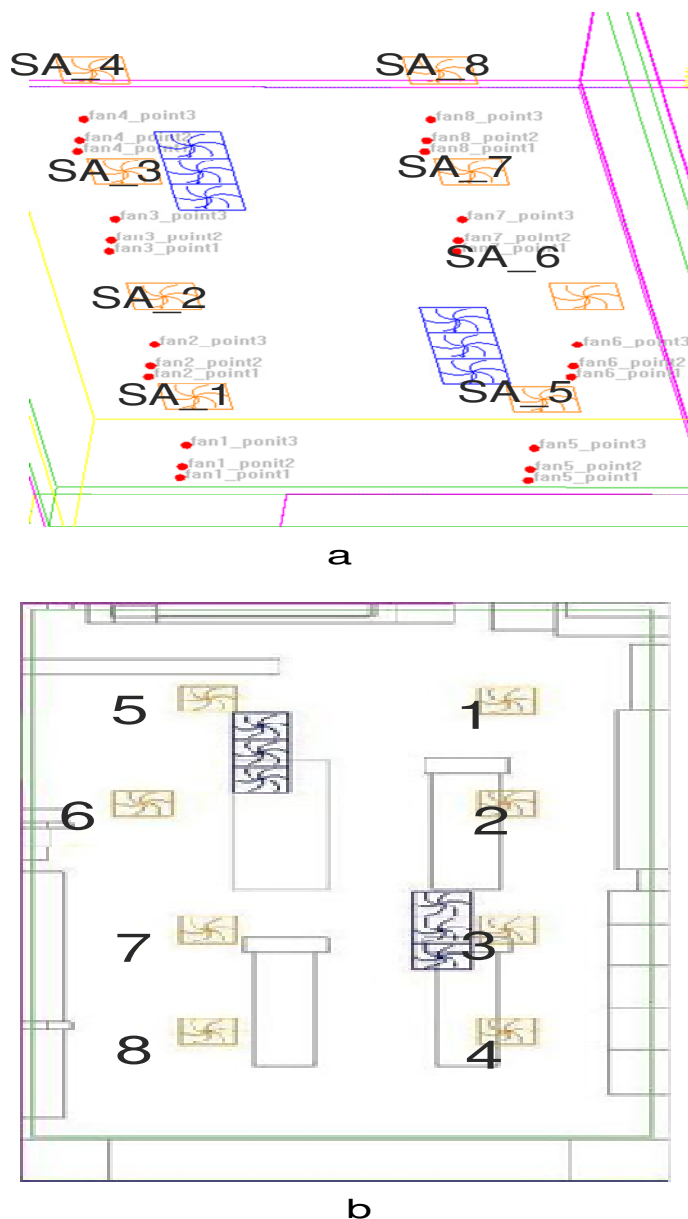 SA_4 SA_8
fan4_point3 fan8_point3
fan4_point2 fan8_point2
fan4_point1 fan8_point1
SA_3 SA_7
fan3_point3 fan7_point3
fan3_point2 fan7_point2
fan3_point1 fan7_point1
SA_6
SA_2
fan2_point3 fan6_point3
fan2_point2 fan6_point2
fan2_point1 fan6_point1
SA_1 SA_5
fan1_ponit3 fan5_point3
fan1_ponit2 fan5_point2
fan1_point1 fan5_point1
a
5 1
6 2
7 3
8 4
b